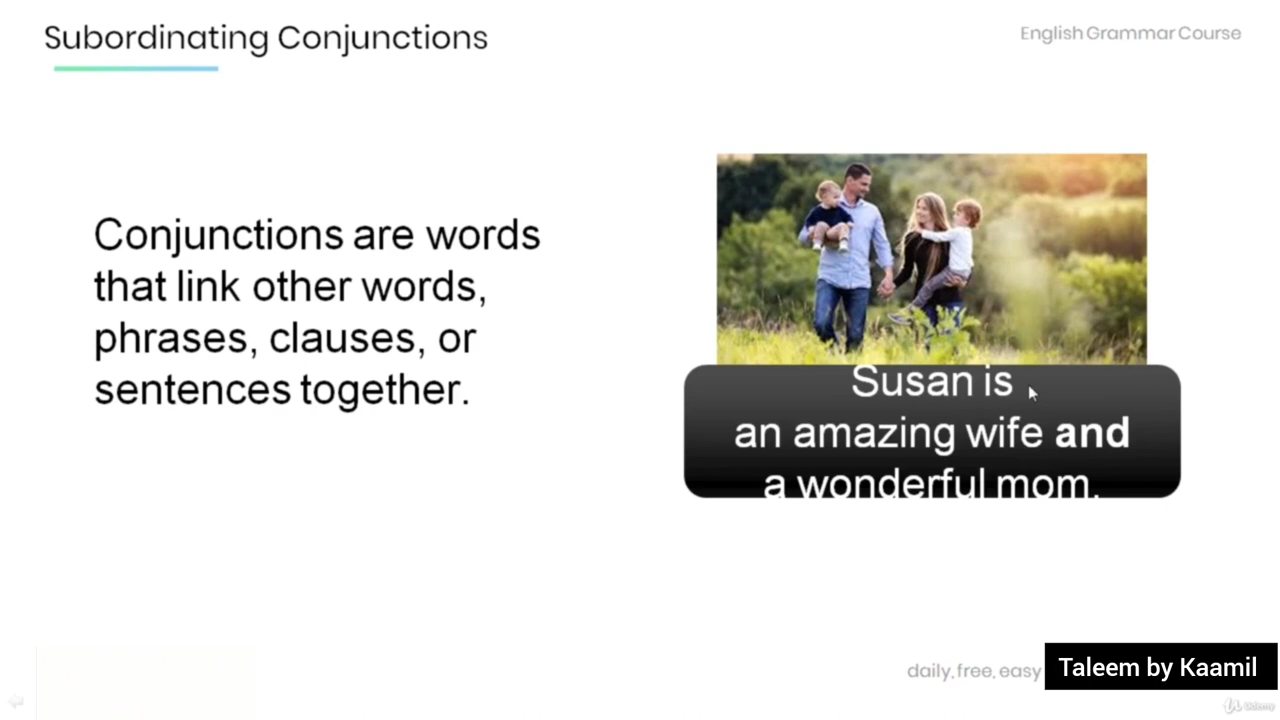 Subordinating Conjunctions
English Grammar Course
Conjunctions are words
that link other words,
phrases, clauses, or
sentences together.
Susan is
an amazing wife and
a wonderful mom.
daily, free, easy
Taleem by Kaamil
Udemy